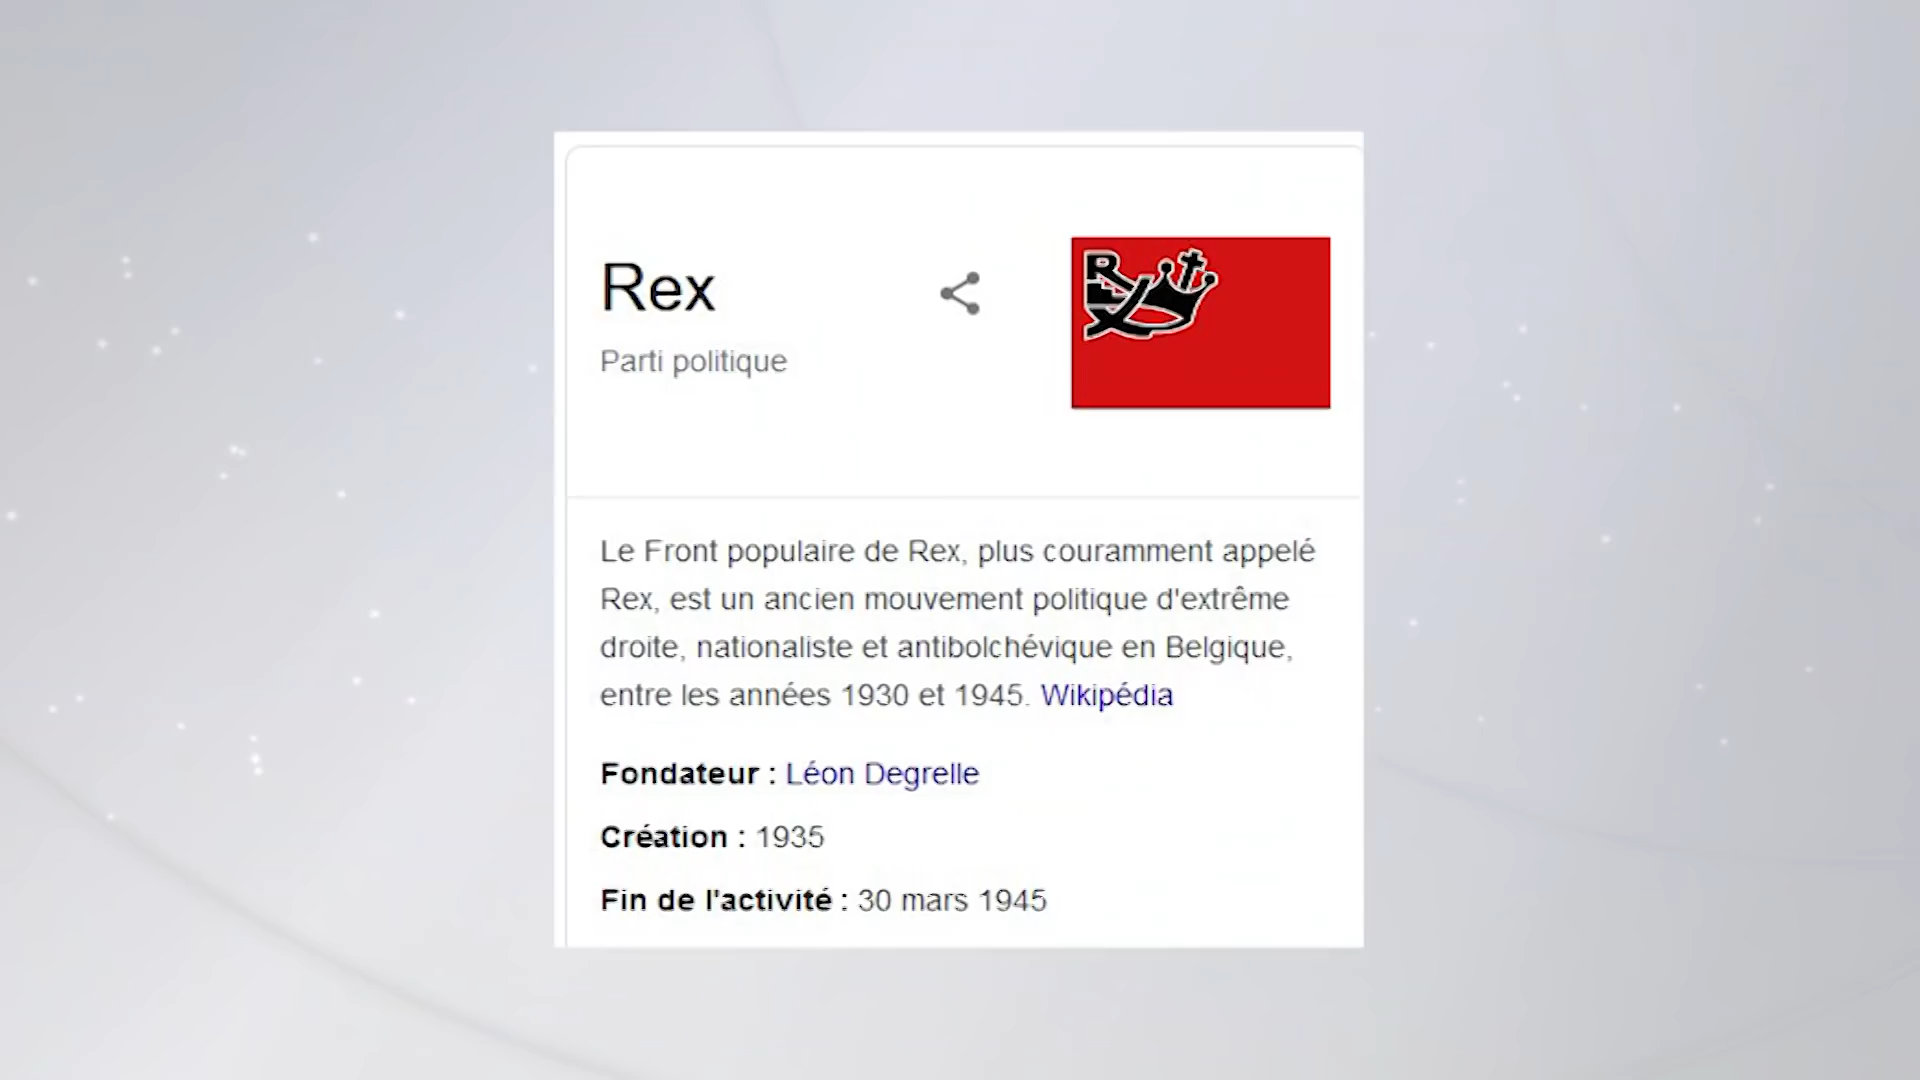 Rex
Parti politique
REX
Le Front populaire de Rex, plus couramment appelé
Rex, est un ancien mouvement politique d'extrême
droite, nationaliste et antibolchévique en Belgique,
entre les années 1930 et 1945. Wikipédia
Fondateur : Léon Degrelle
Création : 1935
Fin de l'activité : 30 mars 1945